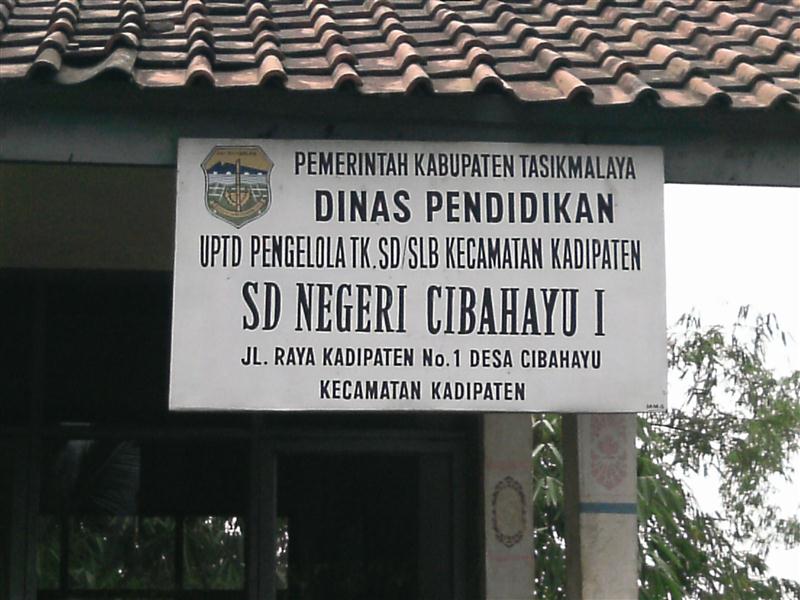 PEMERINTAH KABUPATEN TASIKMALAYA
DINAS PENDIDIKAN
UPTD PENGELOLA TK.SD/SLB KECAMATAN KADIPATEN
SD NEGERI CIBAHAYU I
JL. RAYA KADIPATEN No.1 DESA CIBAHAYU
KECAMATAN KADIPATEN